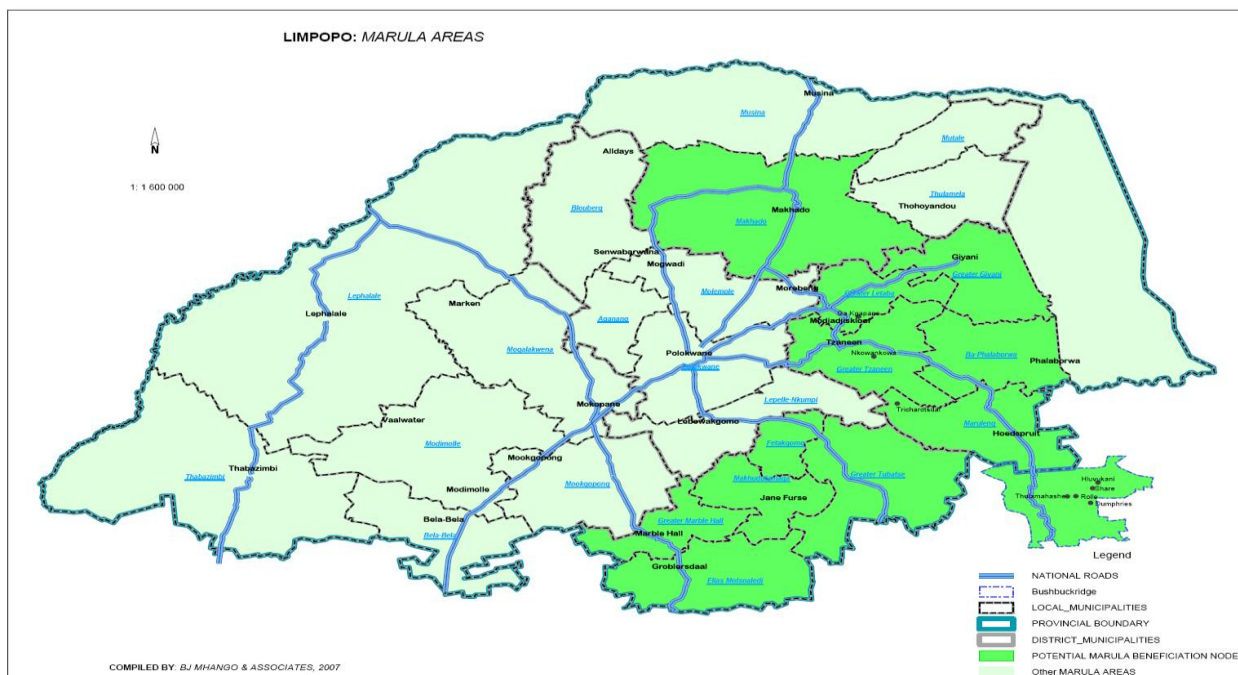 LIMPOPO: MARULA AREAS
N
1: 1 600 000
Musina
Musina
Mutale
Alldays
Thulamela
Thohoyandou
Blouberg
Makhado
Makhado
Senwabarwana
Mogwadi
Giyani
Greater Giyani
Molemole
Morebeng
Greater Letaba
Lephalale
Marken
Lephalale
Aganang
Ga Kgapane
Modjadjiskloof
Tzaneen
Mogalakwena
Polokwane
Nkowankowa
Ba-Phalaborwa
Phalaborwa
Greater Tzaneen
Mokopane
Lepelle-Nkumpi
Trichardtsdal
Vaalwater
Lebowakgomo
Maruleng
Hoedspruit
Modimolle
Fetakgomo
Mookgopong
Thabazimbi
Thabazimbi
Greater Tubatse
Hluvukani
Modimolle
Mookgopong
Share
Jane Furse
Thulamahashe
Rolle
Dumphries
Bela-Bela
Greater Marble Hall
Bela-Bela
Marble Hall
Groblersdaal
Elias Motsoaledi
Legend
NATIONAL ROADS
Bushbuckridge
LOCAL_MUNICIPALITIES
PROVINCIAL BOUNDARY
DISTRICT_MUNICIPALITIES
POTENTIAL MARULA BENEFICIATION NODE
Other MARULA AREAS
COMPILED BY: BJ MHANGO & ASSOCIATES, 2007